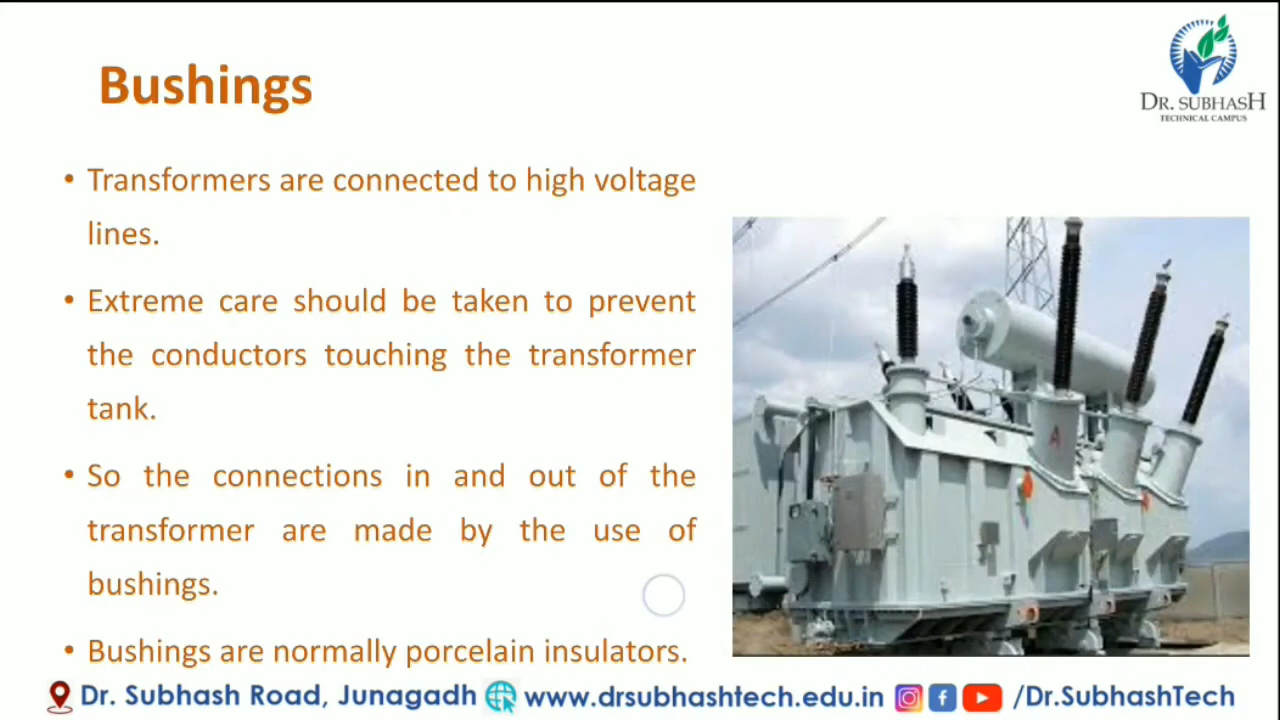 Bushings
DR. SUBHASH
TECHNICAL CAMPUS
• Transformers are connected to high voltage
lines.
• Extreme care should be taken to prevent
the conductors touching the transformer
tank.
• So the connections in and out of the
transformer are made by the use of
bushings.
• Bushings are normally porcelain insulators.
A
Dr. Subhash Road, Junagadh www.drsubhashtech.edu.in /Dr.SubhashTech